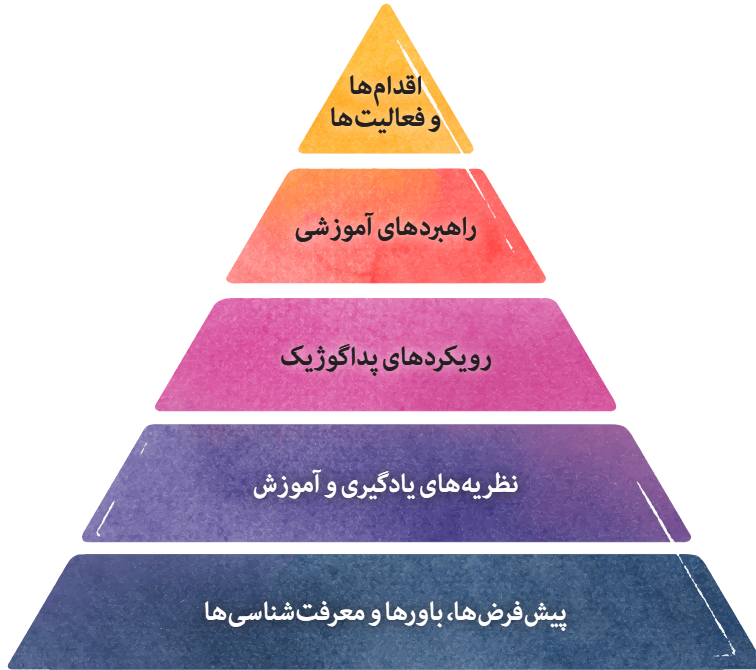 اقدام‌ها
و فعالیت‌ها
راهبردهای آموزشی
رویکردهای پداگوژیک
نظریه‌های یادگیری و آموزش
پیش‌فرض‌ها، باورها و معرفت‌شناسی‌ها